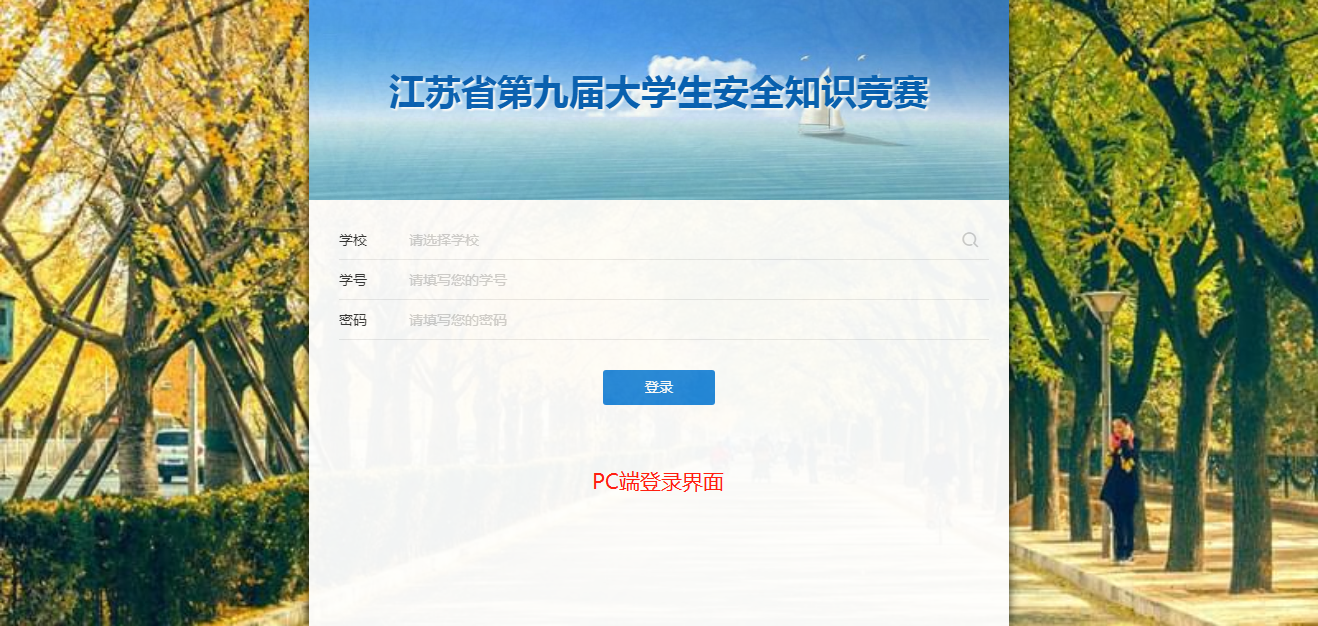 江苏省第九届大学生安全知识竞赛
学校 请选择学校
学号 请填写您的学号
密码 请填写您的密码
登录
PC端登录界面